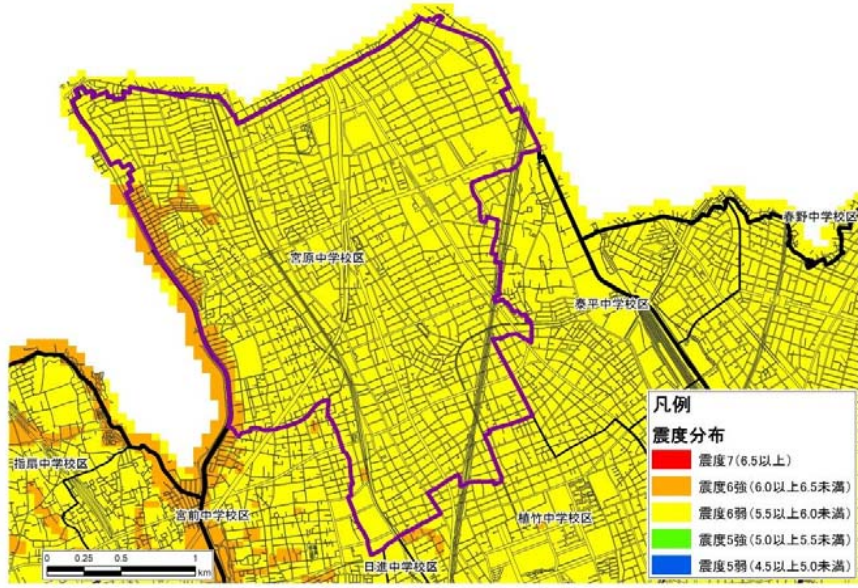 春野中学校区
宮原中学校区
泰平中学校区
指扇中学校区
宮前中学校区
植竹中学校区
日進中学校区
凡例
震度分布
震度7(6.5以上)
震度6強(6.0以上6.5未満)
震度6弱(5.5以上6.0未満)
震度5強(5.0以上5.5未満)
震度5弱(4.5以上5.0未満)
0 0.25 0.5 1
km